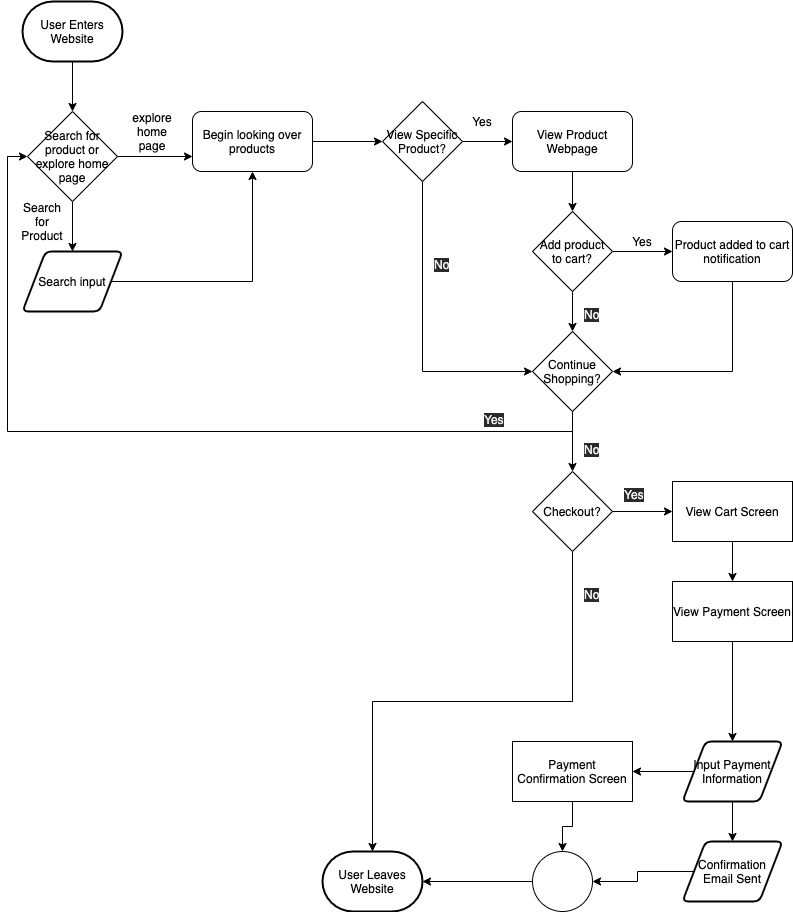 User Enters
Website
Search for
product or
explore home
page
explore
home
page
Begin looking over
products
View Specific
Product?
Yes
View Product
Webpage
Search
for
Product
Search input
No
Add product
to cart?
Yes
Product added to cart
notification
No
Continue
Shopping?
Yes
No
Checkout?
Yes
View Cart Screen
No
View Payment Screen
Payment
Confirmation Screen
Input Payment
Information
User Leaves
Website
Confirmation
Email Sent